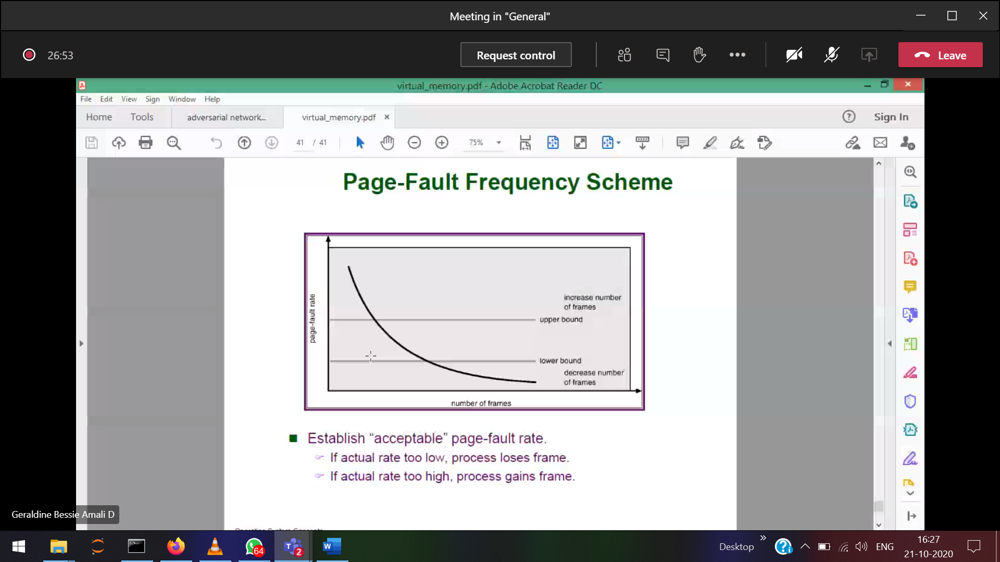 Meeting in "General"
26:53
Request control
Leave
virtual_memory.pdf - Adobe Acrobat Reader DC
File Edit View Sign Window Help
Home Tools adversarial network... virtual_memory.pdf Sign In
41 / 41 75%
Page-Fault Frequency Scheme
page-fault rate
increase number
of frames
upper bound
lower bound
decrease number
of frames
number of frames
Establish “acceptable” page-fault rate.
If actual rate too low, process loses frame.
If actual rate too high, process gains frame.
Geraldine Bessie Amali D
Operating System Concepts
64
2
Desktop
ENG
16:27
21-10-2020